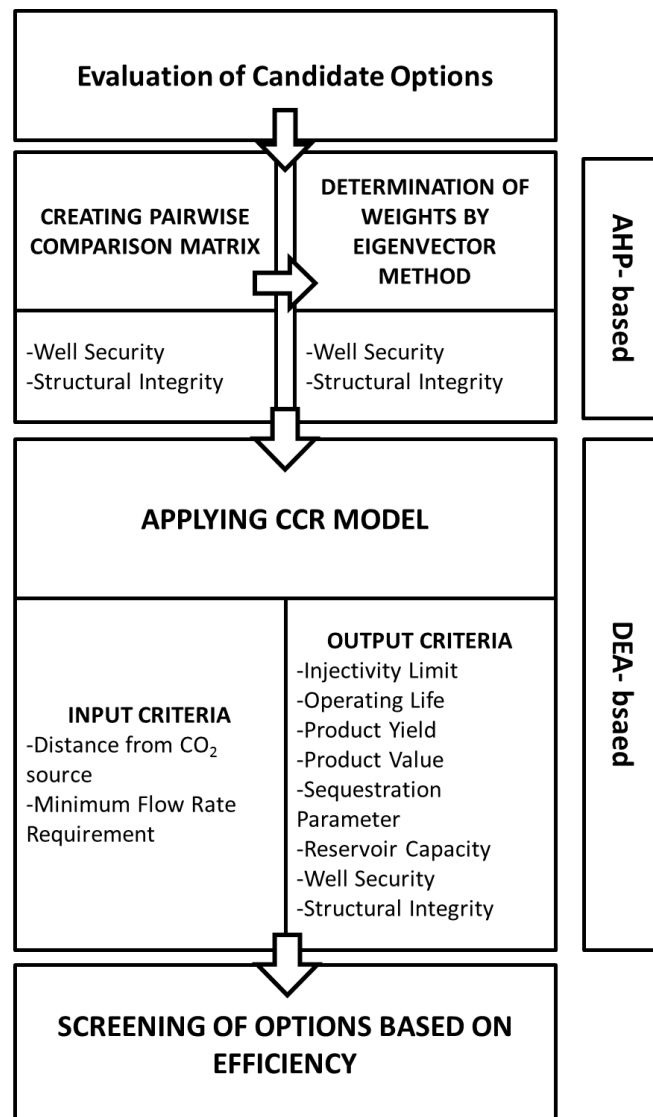 Evaluation of Candidate Options
CREATING PAIRWISE
COMPARISON MATRIX
DETERMINATION OF
WEIGHTS BY
EIGENVECTOR
METHOD
-Well Security
-Structural Integrity
-Well Security
-Structural Integrity
AHP- based
APPLYING CCR MODEL
INPUT CRITERIA
-Distance from CO₂
source
-Minimum Flow Rate
Requirement
OUTPUT CRITERIA
-Injectivity Limit
-Operating Life
-Product Yield
-Product Value
-Sequestration
Parameter
-Reservoir Capacity
-Well Security
-Structural Integrity
DEA- bsaed
SCREENING OF OPTIONS BASED ON
EFFICIENCY